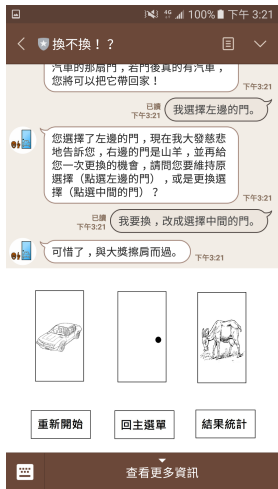 100% 下午 3:21
換不換！？
汽車的那扇門，若門後真的有汽車，
您將可以把它帶回家！
下午3:21
已讀
下午3:21
我選擇左邊的門。
您選擇了左邊的門，現在我大發慈悲
地告訴您，右邊的門是山羊，並再給
您一次更換的機會，請問您要維持原
選擇（點選左邊的門），或是更換選
擇（點選中間的門）？
下午3:21
已讀
下午3:21
我要換，改成選擇中間的門。
可惜了，與大獎擦肩而過。
下午3:21
重新開始
回主選單
結果統計
查看更多資訊